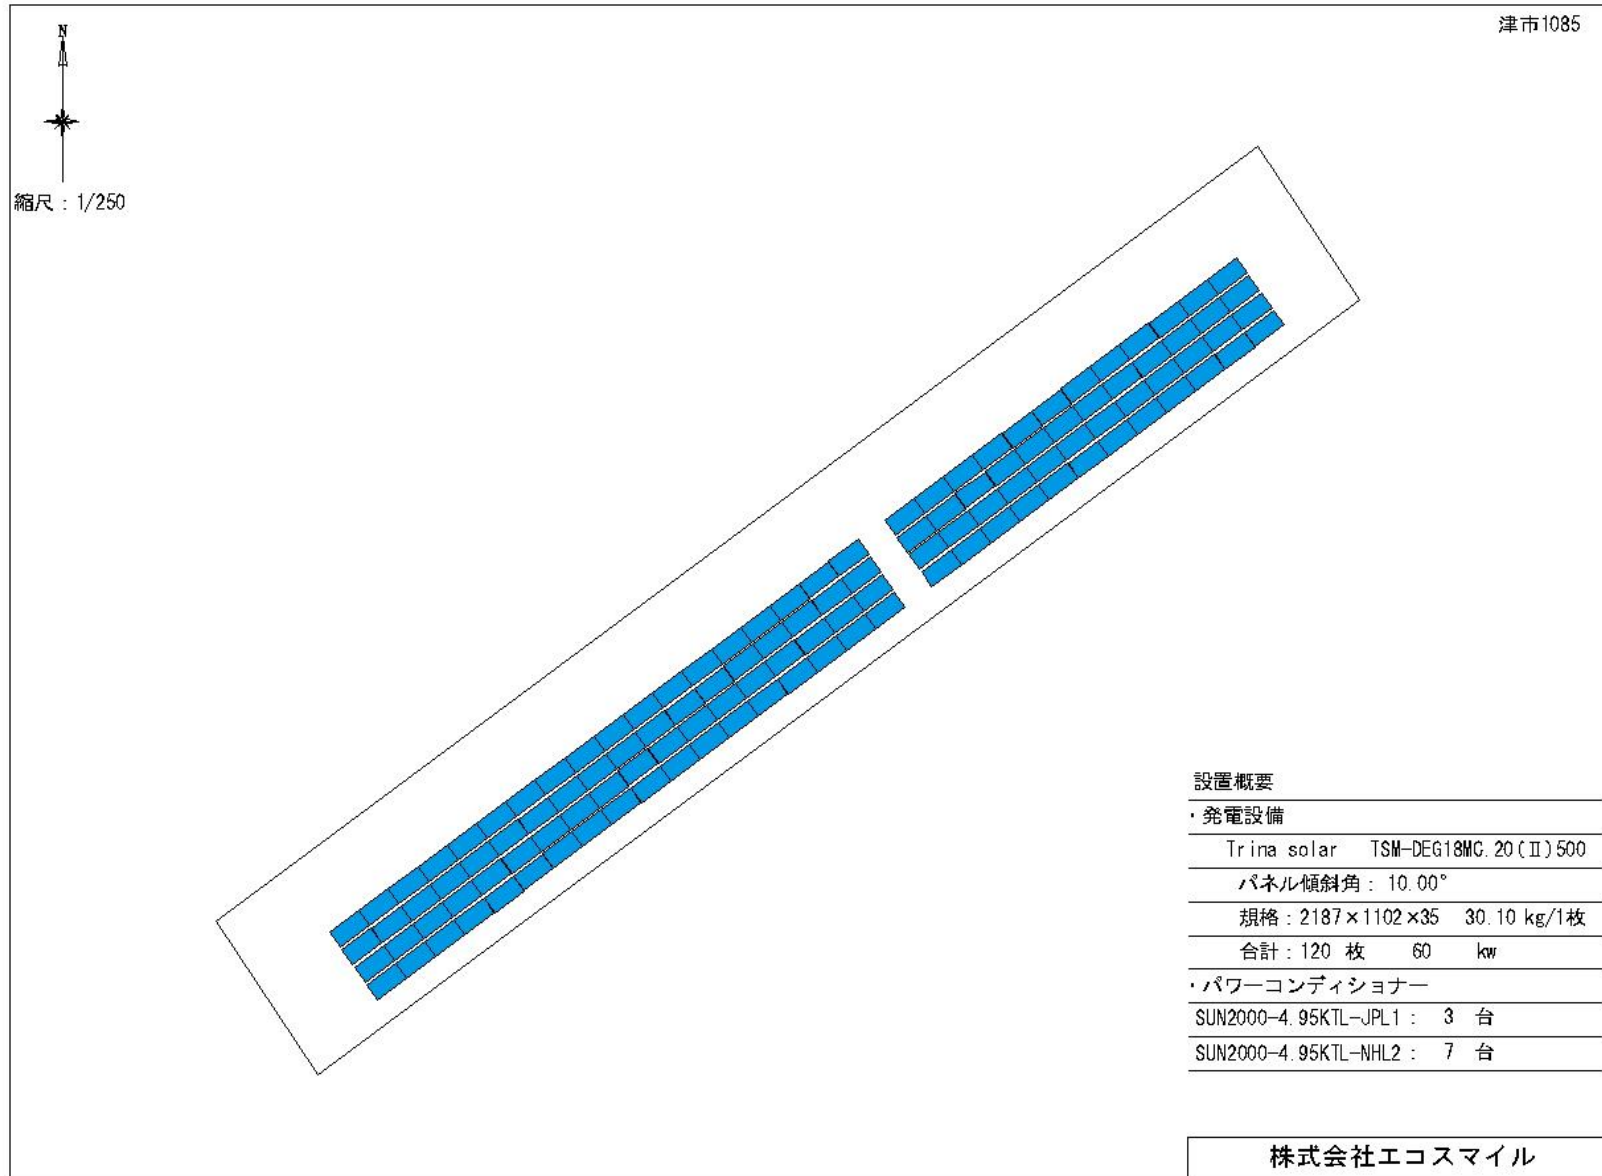 津市1085
N
縮尺：1/250
設置概要
・発電設備
Trina solar TSM-DEG18MC.20(Ⅱ)500
パネル傾斜角：10.00°
規格：2187×1102×35 30.10 kg/1枚
合計：120 枚 60 kw
・パワーコンディショナー
SUN2000-4.95KTL-JPL1： 3 台
SUN2000-4.95KTL-NHL2： 7 台
株式会社エコスマイル